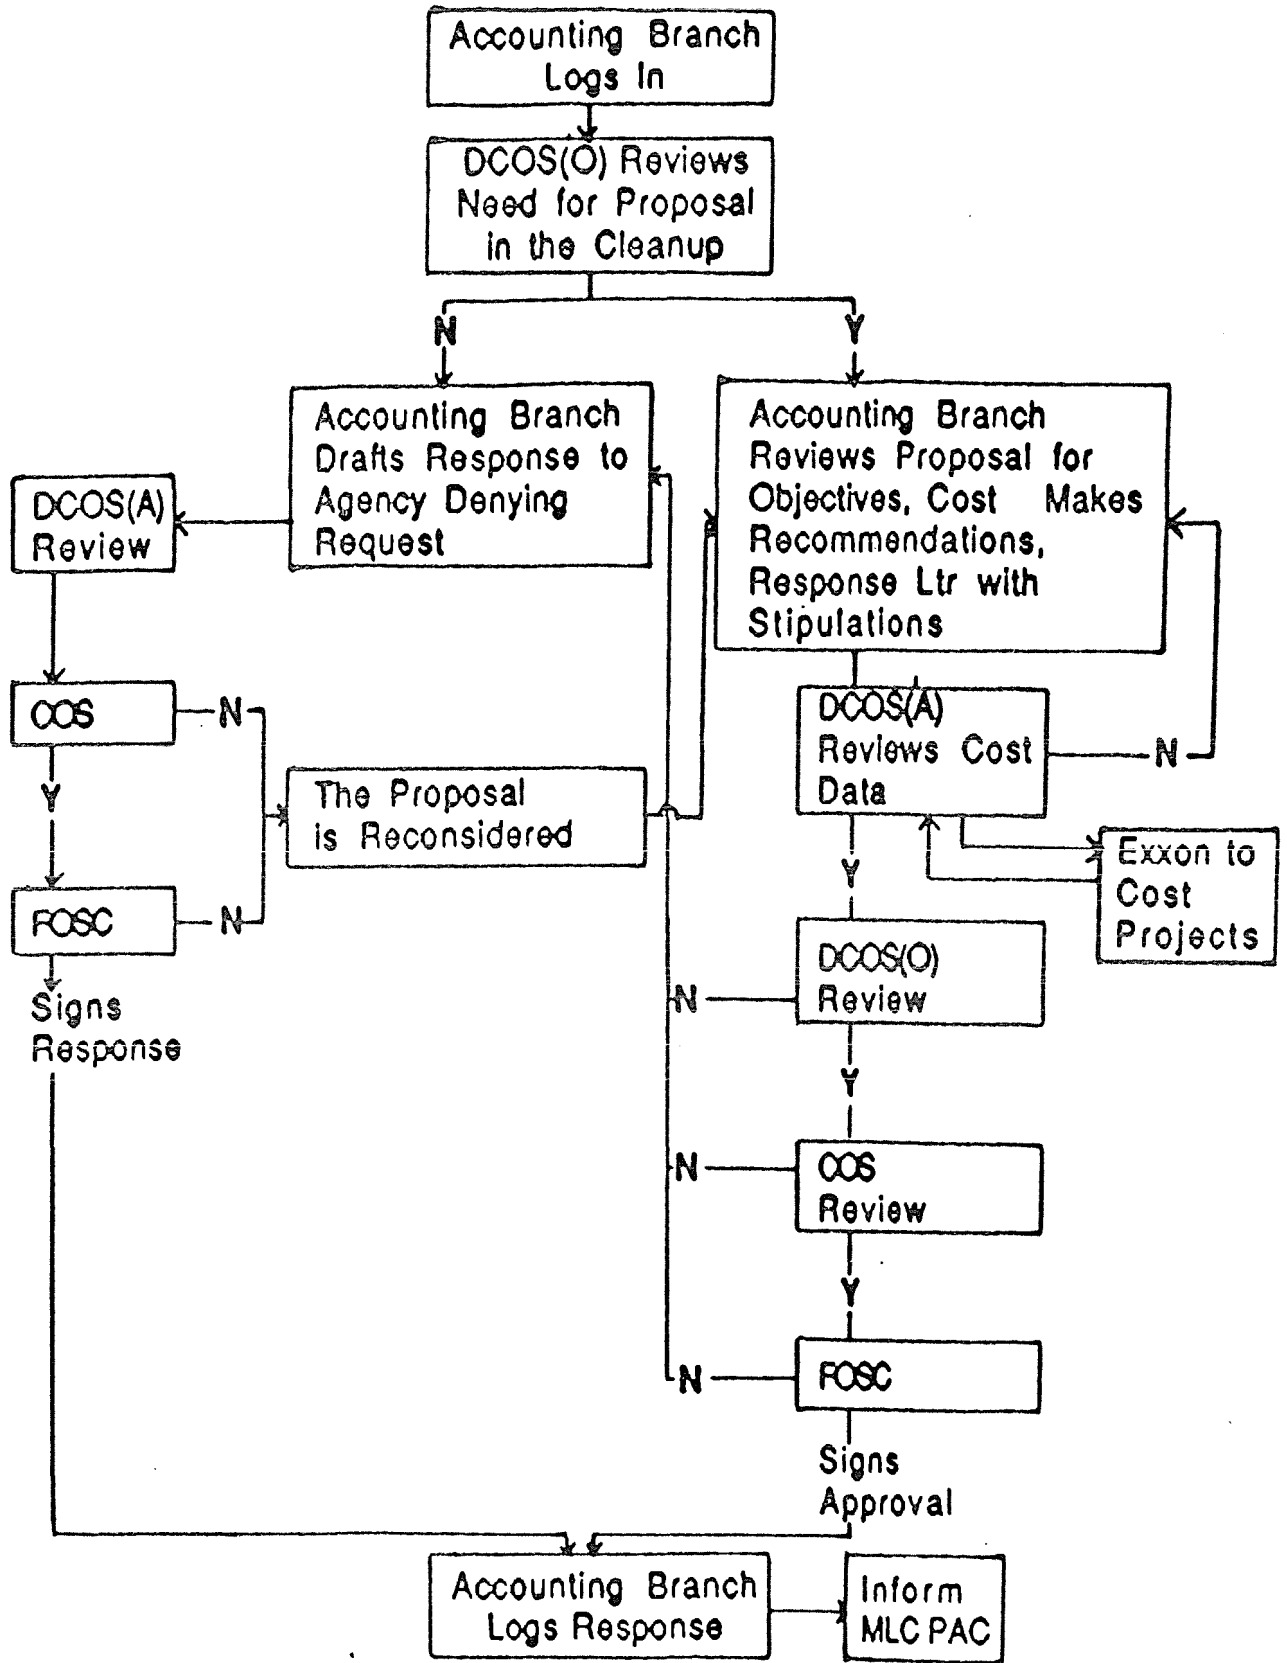 Accounting Branch
Logs In
DCOS(O) Reviews
Need for Proposal
in the Cleanup
N
Y
Accounting Branch
Drafts Response to
Agency Denying
Request
Accounting Branch
Reviews Proposal for
Objectives, Cost Makes
Recommendations,
Response Ltr with
Stipulations
DCOS(A)
Review
COS
N
Y
The Proposal
is Reconsidered
FOSC
N
Signs
Response
DCOS(A)
Reviews Cost
Data
N
Exxon to
Cost
Projects
Y
DCOS(O)
Review
N
Y
COS
Review
N
Y
FOSC
N
Signs
Approval
Accounting Branch
Logs Response
Inform
MLC PAC